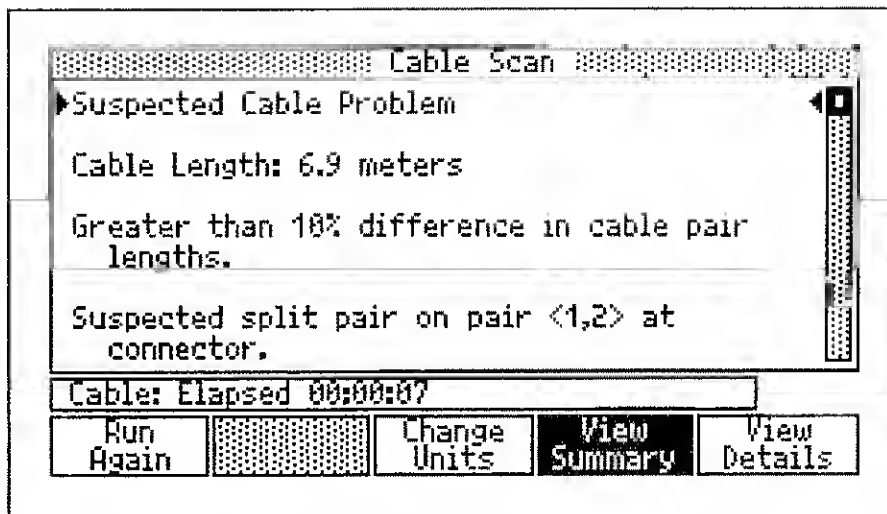 Cable Scan
Suspected Cable Problem
Cable Length: 6.9 meters
Greater than 10% difference in cable pair
lengths.
Suspected split pair on pair <1,2> at
connector.
Cable: Elapsed 00:00:07
Run
Again
Change
Units
View
Summary
View
Details